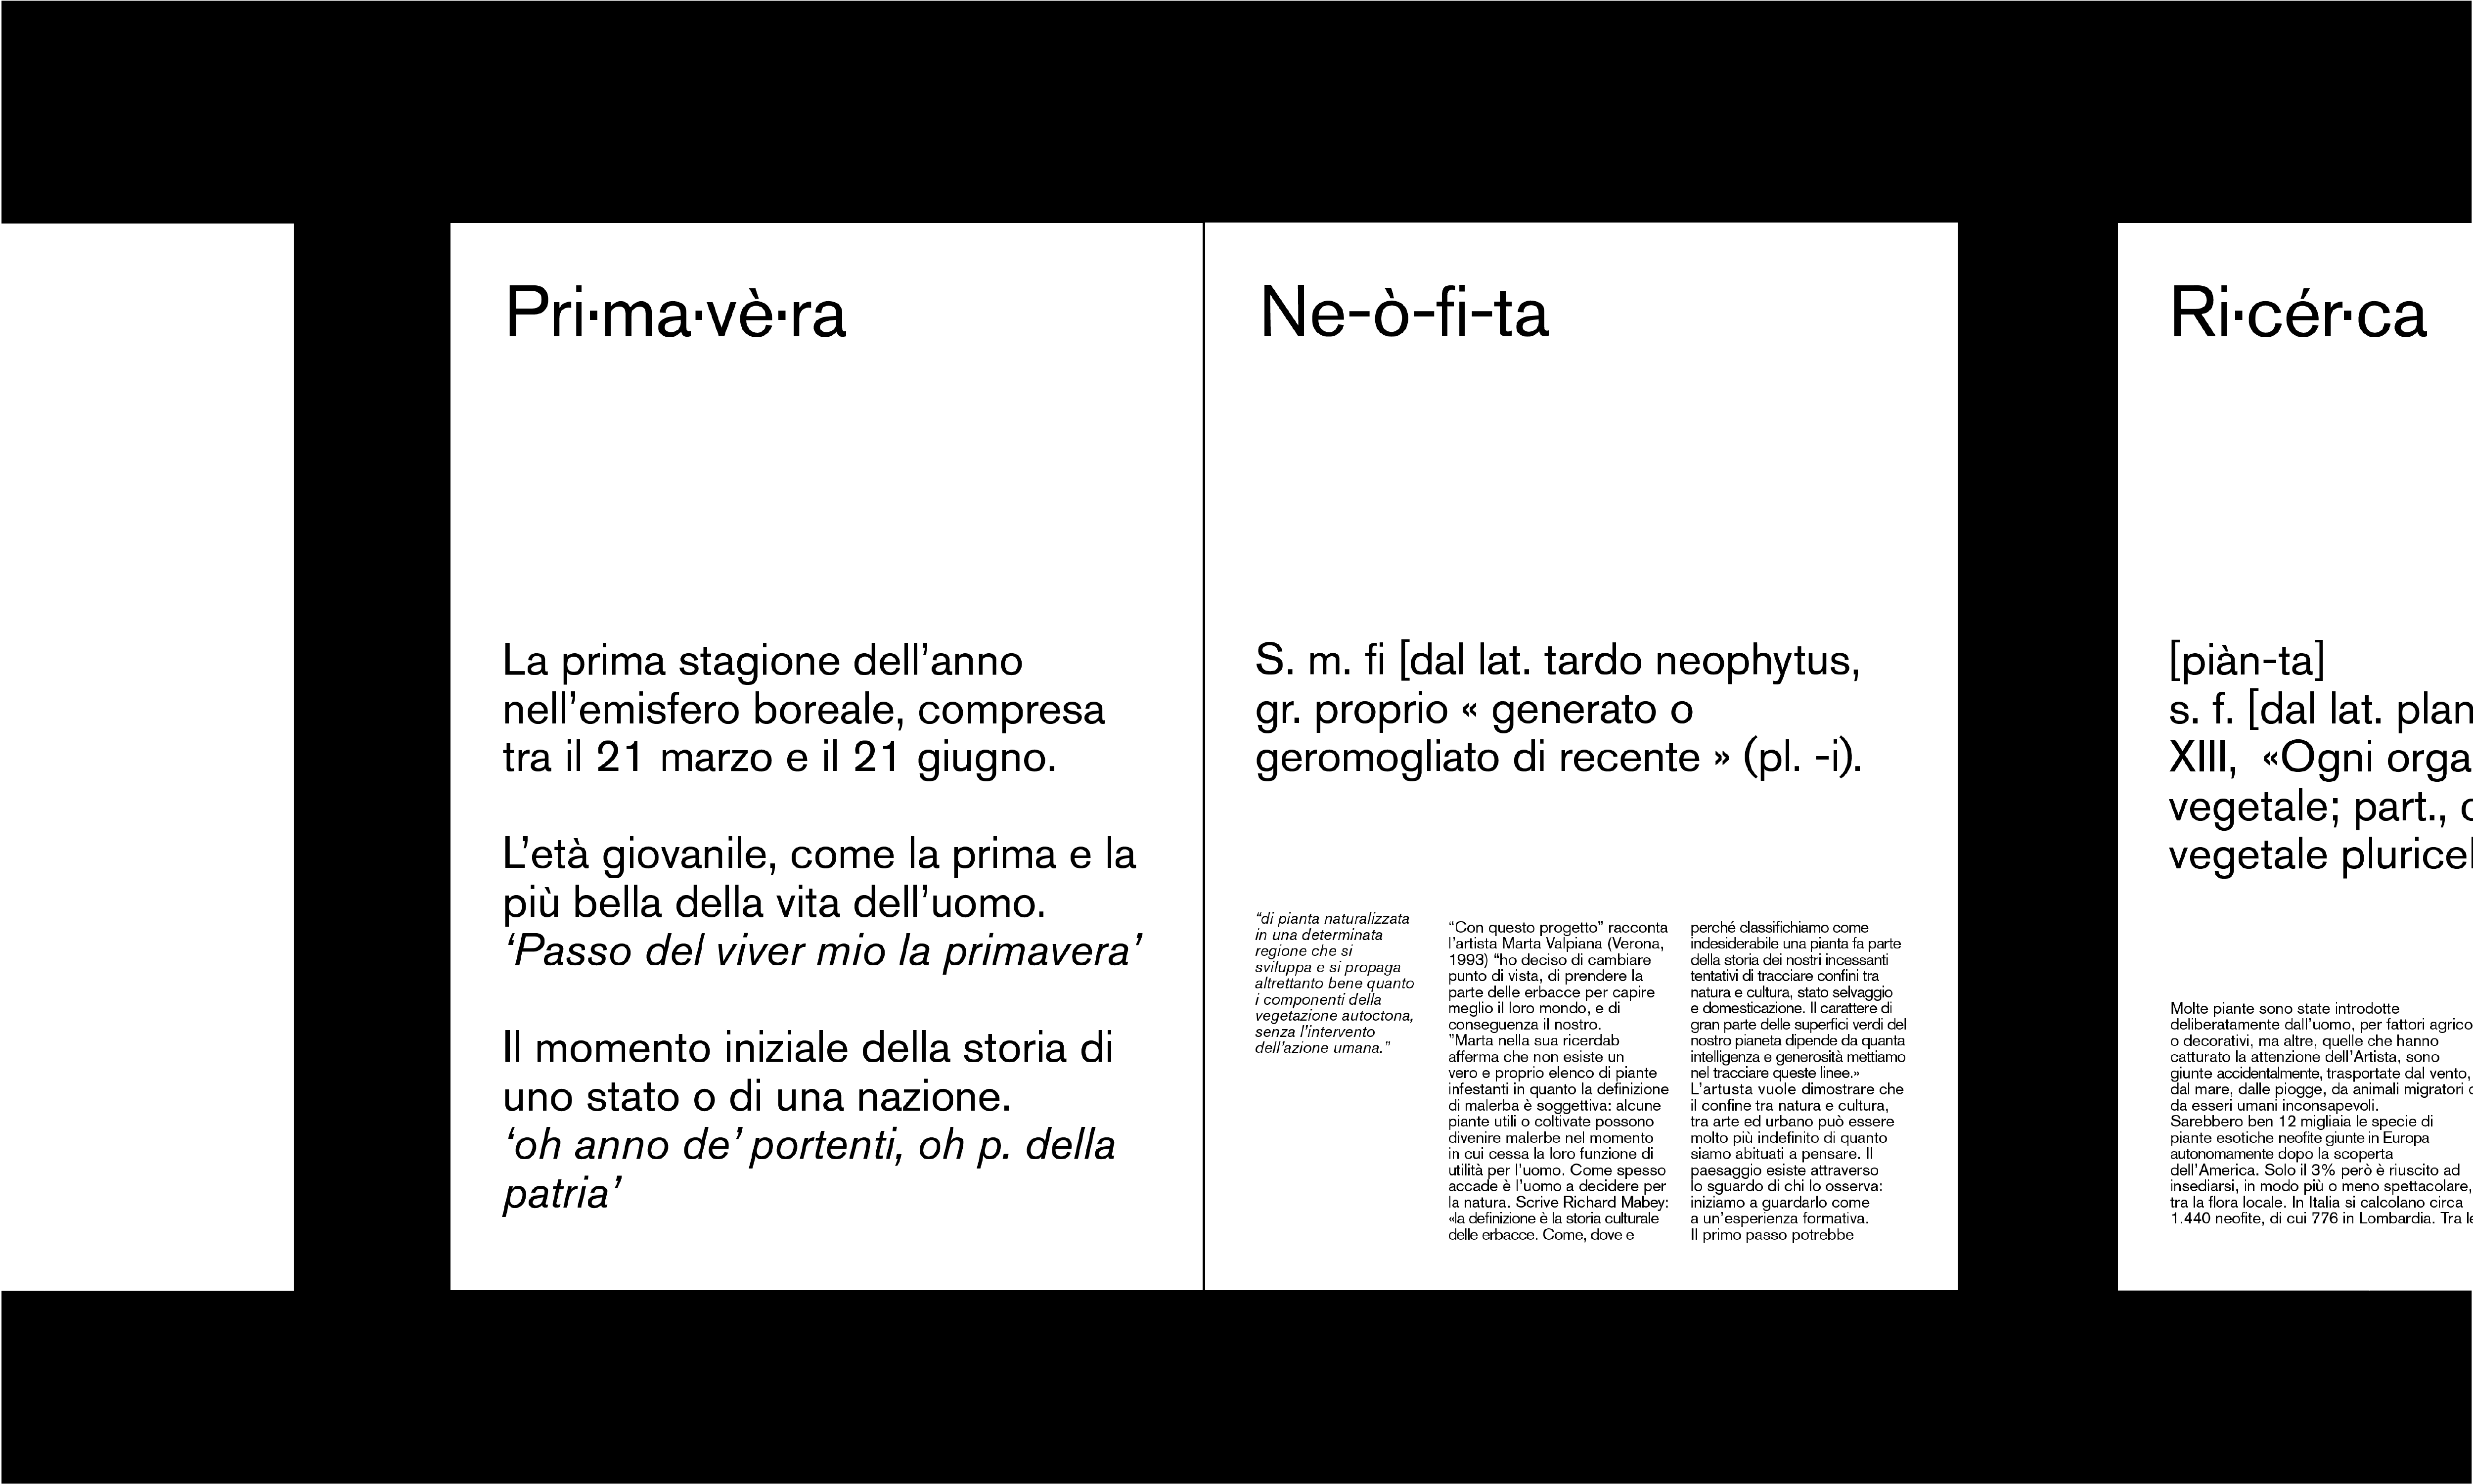 Pri·ma·vè·ra
La prima stagione dell’anno
nell’emisfero boreale, compresa
tra il 21 marzo e il 21 giugno.
L’età giovanile, come la prima e la
più bella della vita dell’uomo.
‘Passo del viver mio la primavera’
Il momento iniziale della storia di
uno stato o di una nazione.
‘oh anno de’ portenti, oh p. della
patria’
Ne-ò-fi-ta
S. m. fi [dal lat. tardo neophytus,
gr. proprio « generato o
geromogliato di recente » (pl. -i).
“di pianta naturalizzata
in una determinata
regione che si
sviluppa e si propaga
altrettanto bene quanto
i componenti della
vegetazione autoctona,
senza l’intervento
dell’azione umana.”
“Con questo progetto” racconta
l’artista Marta Valpiana (Verona,
1993) “ho deciso di cambiare
punto di vista, di prendere la
parte delle erbacce per capire
meglio il loro mondo, e di
conseguenza il nostro.
”Marta nella sua ricerdab
afferma che non esiste un
vero e proprio elenco di piante
infestanti in quanto la definizione
di malerba è soggettiva: alcune
piante utili o coltivate possono
divenire malerbe nel momento
in cui cessa la loro funzione di
utilità per l’uomo. Come spesso
accade è l’uomo a decidere per
la natura. Scrive Richard Mabey:
«la definizione è la storia culturale
delle erbacce. Come, dove e
perché classifichiamo come
indesiderabile una pianta fa parte
della storia dei nostri incessanti
tentativi di tracciare confini tra
natura e cultura, stato selvaggio
e domesticazione. Il carattere di
gran parte delle superfici verdi del
nostro pianeta dipende da quanta
intelligenza e generosità mettiamo
nel tracciare queste linee.»
L’artusta vuole dimostrare che
il confine tra natura e cultura,
tra arte ed urbano può essere
molto più indefinito di quanto
siamo abituati a pensare. Il
paesaggio esiste attraverso
lo sguardo di chi lo osserva:
iniziamo a guardarlo come
a un’esperienza formativa.
Il primo passo potrebbe
Ri·cér·ca
[piàn-ta]
s. f. [dal lat. plan
XIII, «Ogni orga
vegetale; part.,
vegetale pluricel
Molte piante sono state introdotte
deliberatamente dall’uomo, per fattori agrico
o decorativi, ma altre, quelle che hanno
catturato la attenzione dell’Artista, sono
giunte accidentalmente, trasportate dal vento,
dal mare, dalle piogge, da animali migratori
da esseri umani inconsapevoli.
Sarebbero ben 12 migliaia le specie di
piante esotiche neofite giunte in Europa
autonomamente dopo la scoperta
dell’America. Solo il 3% però è riuscito ad
insediarsi, in modo più o meno spettacolare,
tra la flora locale. In Italia si calcolano circa
1.440 neofite, di cui 776 in Lombardia. Tra